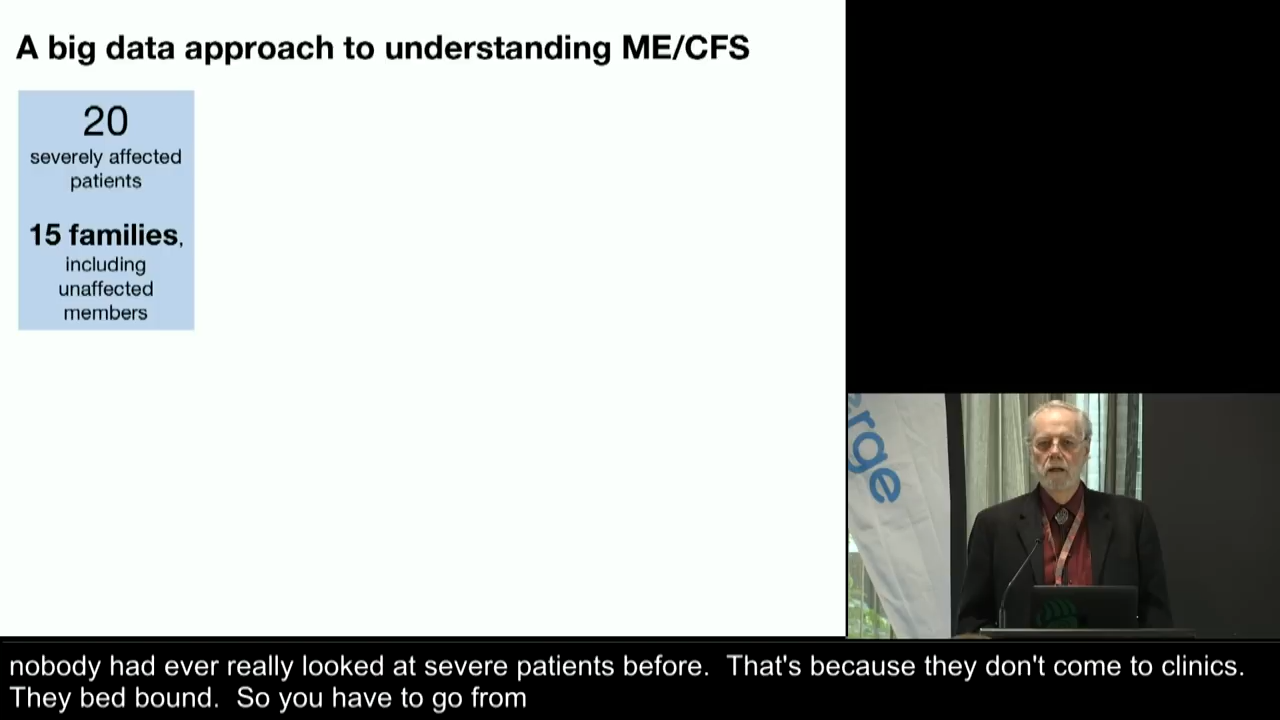 A big data approach to understanding ME/CFS
20
severely affected
patients
15 families,
including
unaffected
members
erge
nobody had ever really looked at severe patients before.  That's because they don't come to clinics.
They bed bound.  So you have to go from